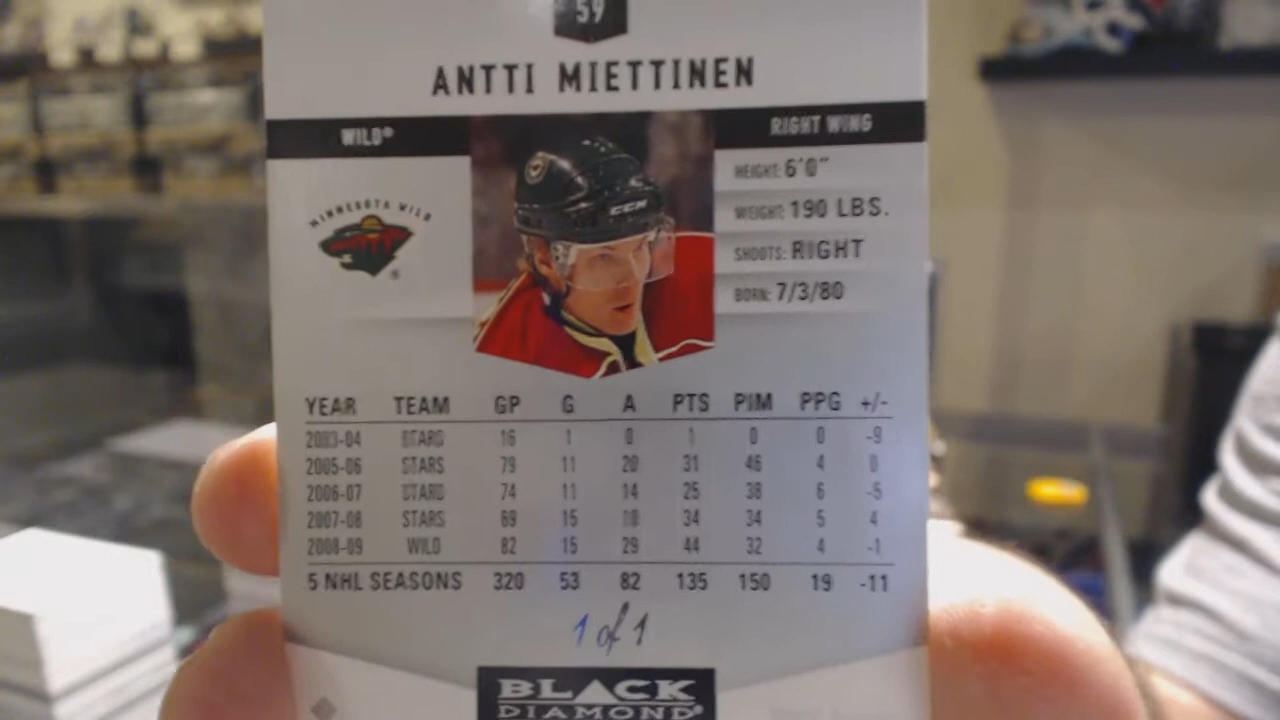 59
ANTTI MIETTINEN
WILD®
RIGHT WING
CCM
MINNESOTA WILD
®
HEIGHT: 6'0"
WEIGHT: 190 LBS.
SHOOTS: RIGHT
BORN: 7/3/80
YEAR TEAM GP G A PTS PIM PPG +/-
2003-04 STARS 16 1 0 1 0 0 -9
2005-06 STARS 79 11 20 31 46 4 0
2006-07 STARS 74 11 14 25 38 6 -5
2007-08 STARS 69 15 19 34 34 5 4
2008-09 WILD 82 15 29 44 32 4 -1
5 NHL SEASONS 320 53 82 135 150 19 -11
1 of 1
BLACK
DIAMOND®